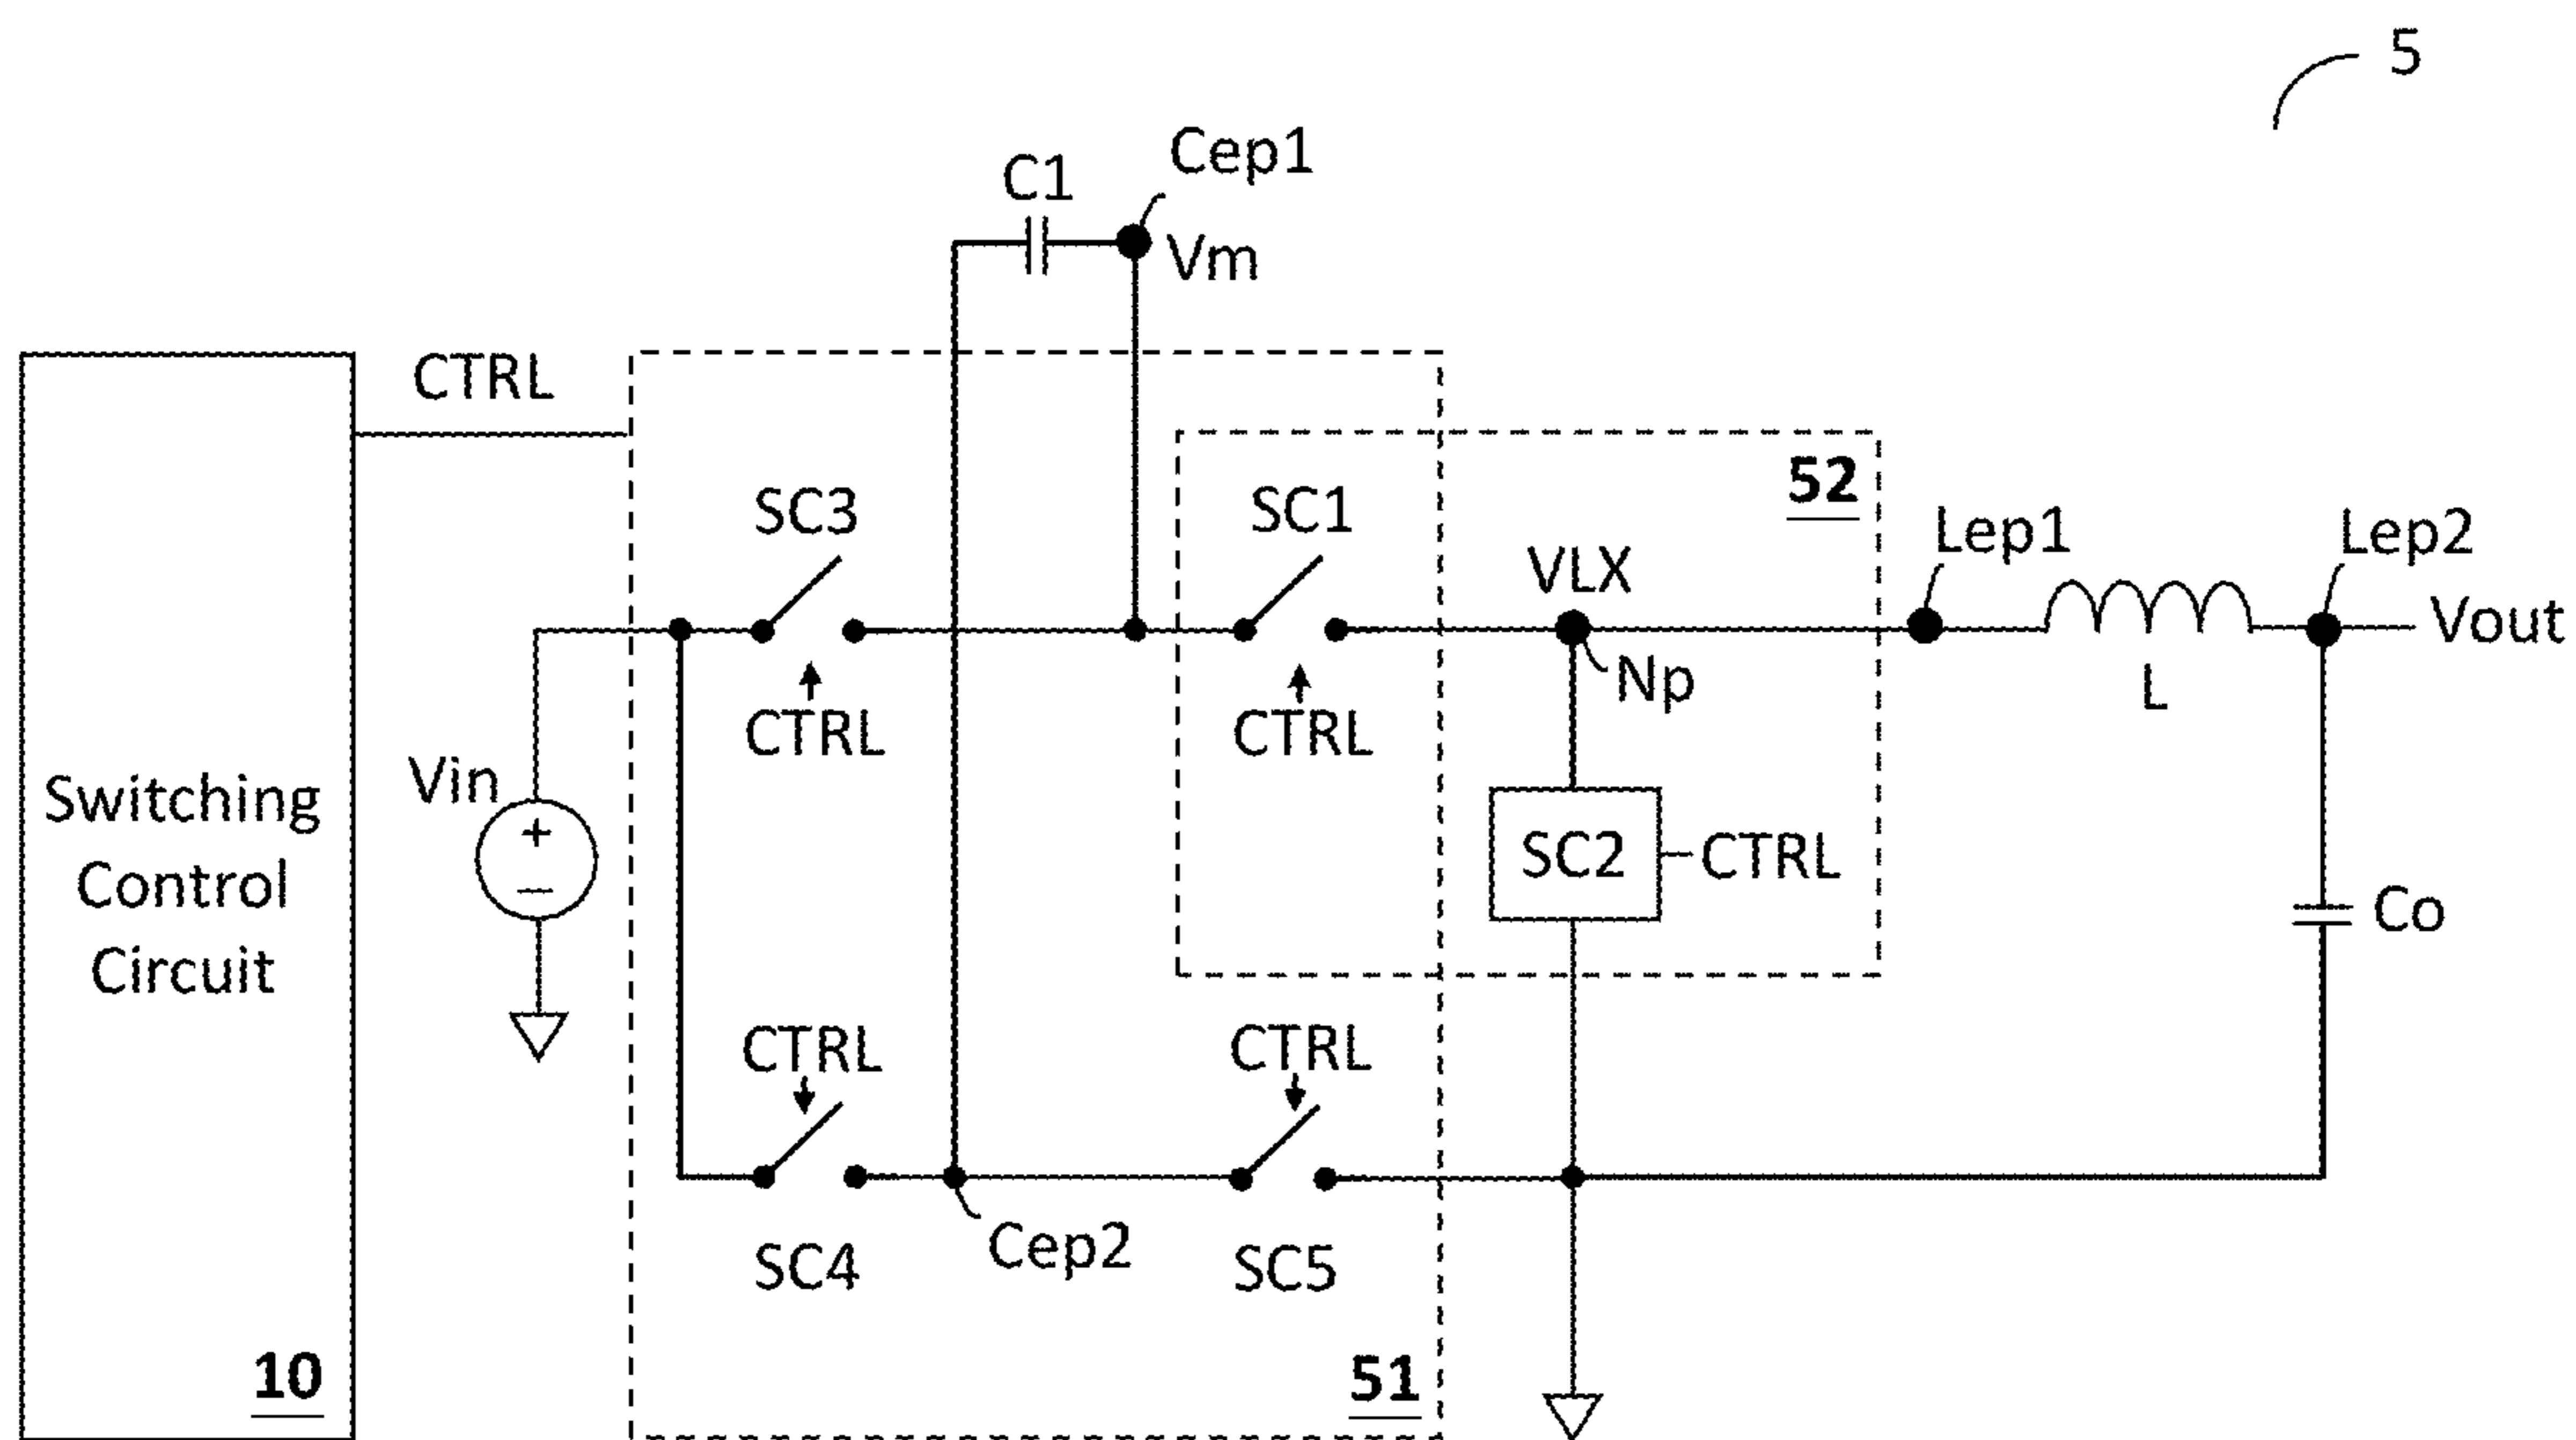 5
C1
Cep1
Vm
CTRL
SC3
SC1
52
VLX
Lep1
Lep2
Vout
Np
L
CTRL
CTRL
Vin
+
−
Switching
Control
Circuit
SC2
CTRL
Co
CTRL
CTRL
SC4
Cep2
SC5
10
51